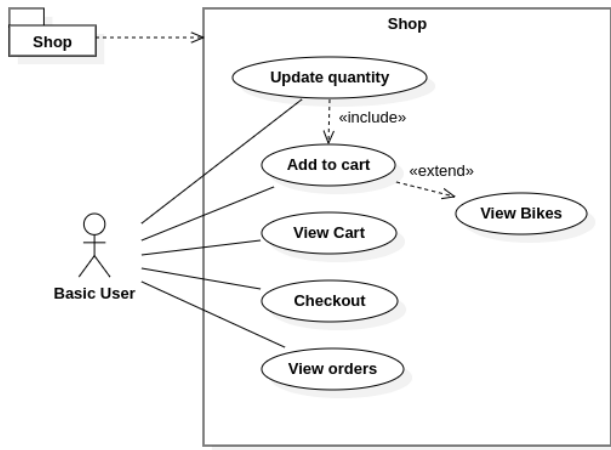 Shop
Shop
Update quantity
«include»
Add to cart
«extend»
View Bikes
View Cart
Basic User
Checkout
View orders